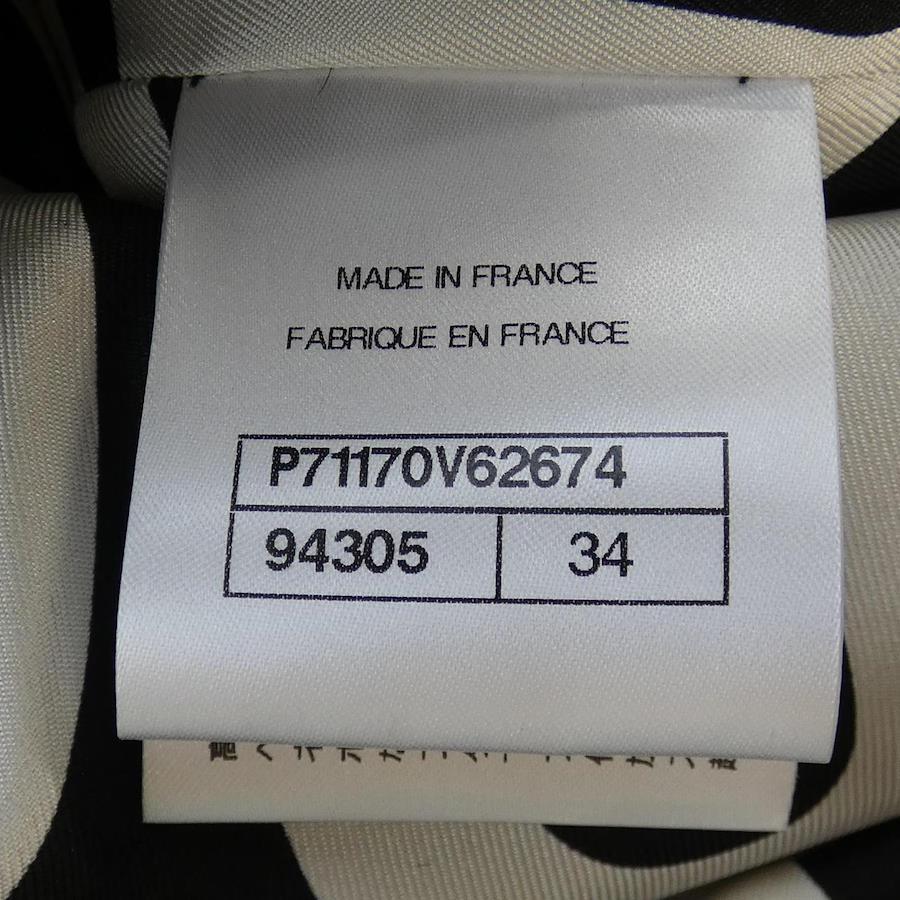 MADE IN FRANCE
FABRIQUE EN FRANCE
P71170V62674
94305 34